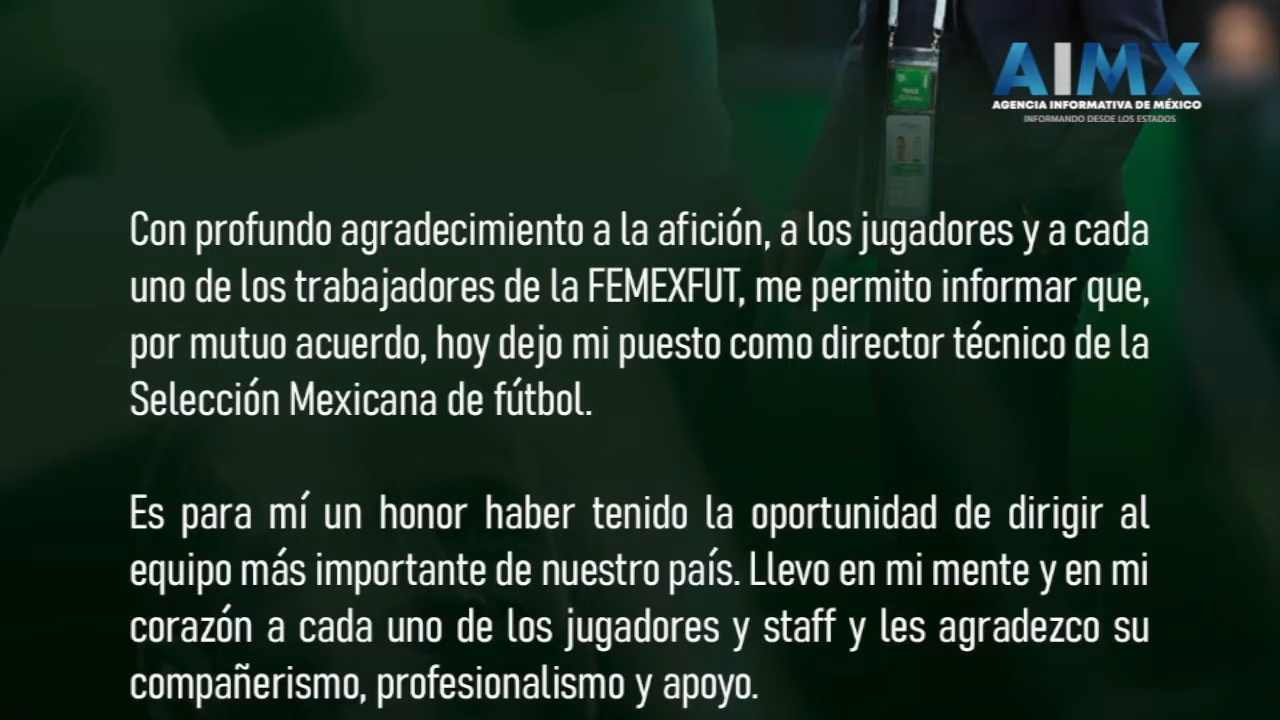 AIMX
AGENCIA INFORMATIVA DE MÉXICO
INFORMANDO DESDE LOS ESTADOS
Con profundo agradecimiento a la afición, a los jugadores y a cada
uno de los trabajadores de la FEMEXFUT, me permito informar que,
por mutuo acuerdo, hoy dejo mi puesto como director técnico de la
Selección Mexicana de fútbol.
Es para mí un honor haber tenido la oportunidad de dirigir al
equipo más importante de nuestro país. Llevo en mi mente y en mi
corazón a cada uno de los jugadores y staff y les agradezco su
compañerismo, profesionalismo y apoyo.